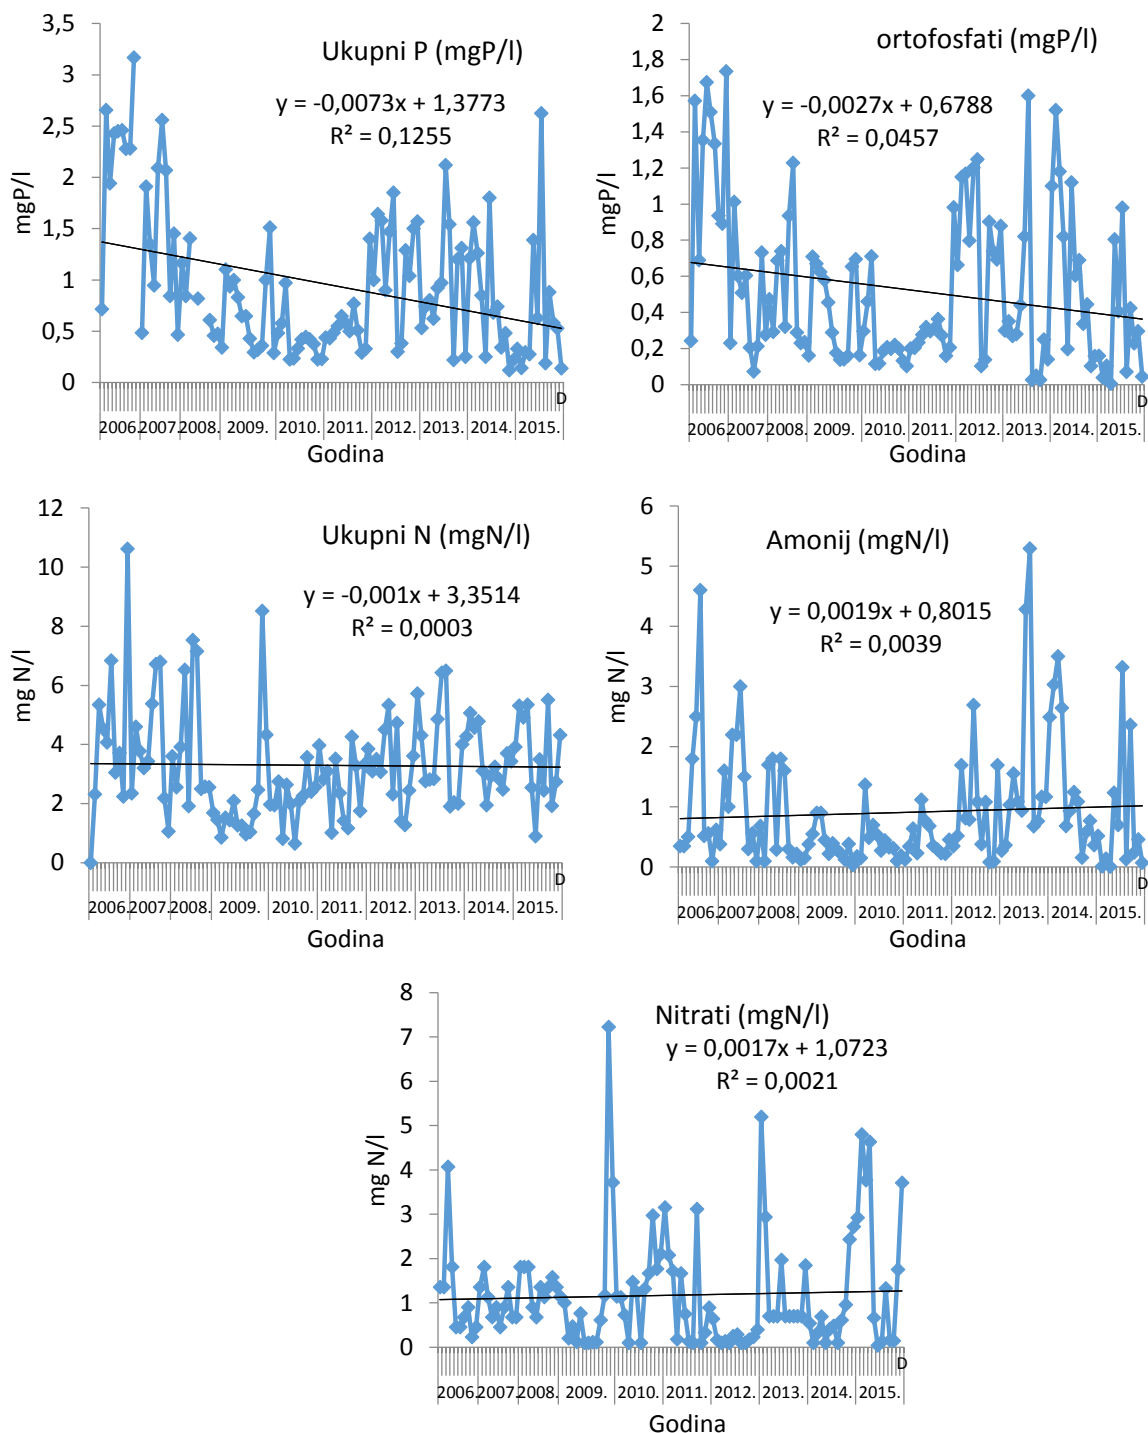 Ukupni P (mgP/l)
y = -0,0073x + 1,3773
R² = 0,1255
mgP/l
3,5
3
2,5
2
1,5
1
0,5
0
D
2006. 2007. 2008. 2009. 2010. 2011. 2012. 2013. 2014. 2015.
Godina
ortofosfati (mgP/l)
y = -0,0027x + 0,6788
R² = 0,0457
mgP/l
2
1,8
1,6
1,4
1,2
1
0,8
0,6
0,4
0,2
0
D
2006. 2007. 2008. 2009. 2010. 2011. 2012. 2013. 2014. 2015.
Godina
Ukupni N (mgN/l)
y = -0,001x + 3,3514
R² = 0,0003
mg N/l
12
10
8
6
4
2
0
D
2006. 2007. 2008. 2009. 2010. 2011. 2012. 2013. 2014. 2015.
Godina
Amonij (mgN/l)
y = 0,0019x + 0,8015
R² = 0,0039
mg N/l
6
5
4
3
2
1
0
D
2006. 2007. 2008. 2009. 2010. 2011. 2012. 2013. 2014. 2015.
Godina
Nitrati (mgN/l)
y = 0,0017x + 1,0723
R² = 0,0021
mg N/l
8
7
6
5
4
3
2
1
0
D
2006. 2007. 2008. 2009. 2010. 2011. 2012. 2013. 2014. 2015.
Godina